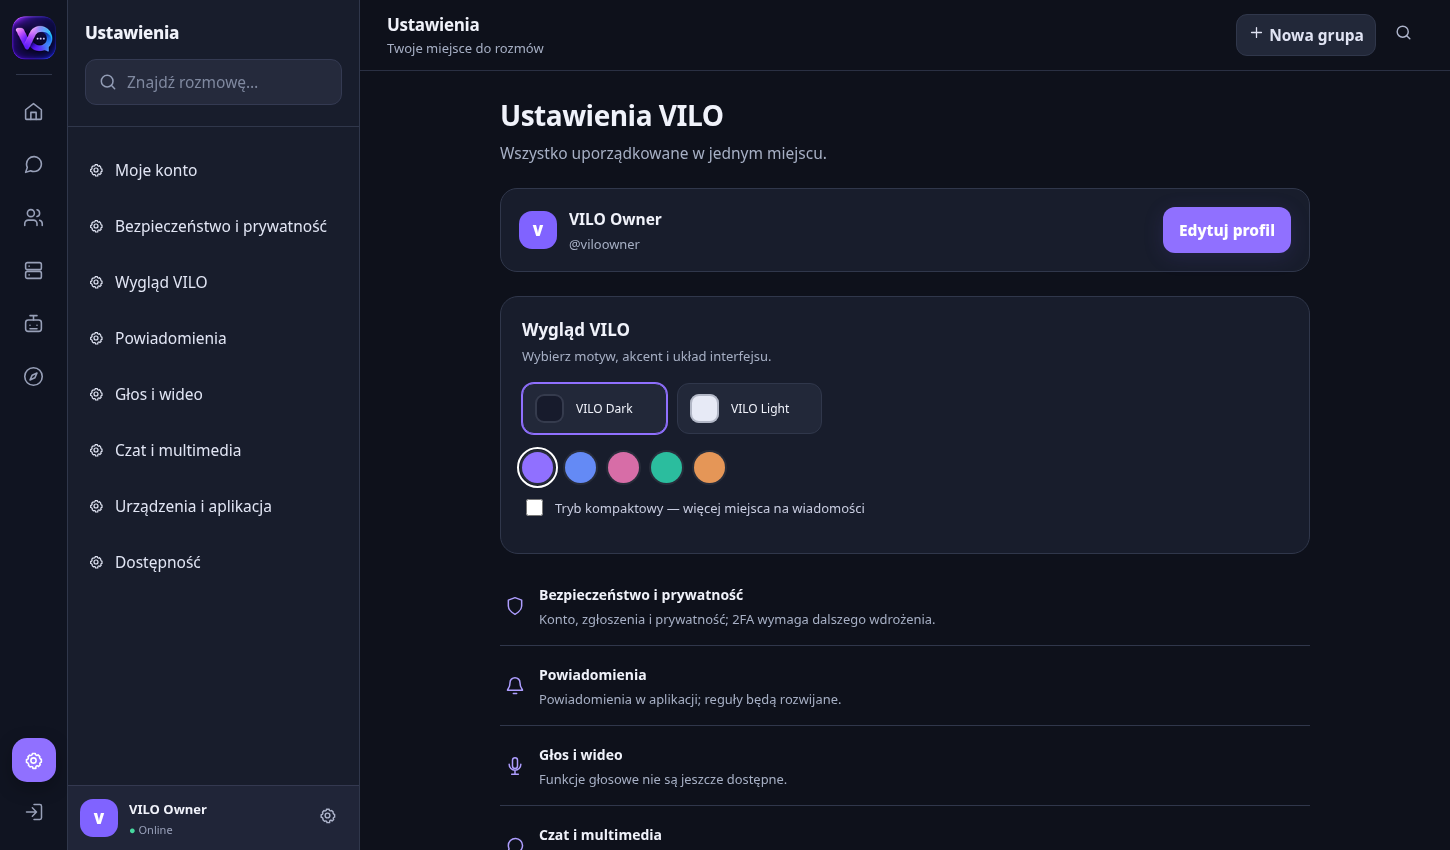 Ustawienia
Znajdź rozmowę...
Moje konto
Bezpieczeństwo i prywatność
Wygląd VILO
Powiadomienia
Głos i wideo
Czat i multimedia
Urządzenia i aplikacja
Dostępność
V
VILO Owner
● Online
Ustawienia
Twoje miejsce do rozmów
Nowa grupa
Ustawienia VILO
Wszystko uporządkowane w jednym miejscu.
V
VILO Owner
@viloowner
Edytuj profil
Wygląd VILO
Wybierz motyw, akcent i układ interfejsu.
VILO Dark
VILO Light
Tryb kompaktowy — więcej miejsca na wiadomości
Bezpieczeństwo i prywatność
Konto, zgłoszenia i prywatność; 2FA wymaga dalszego wdrożenia.
Powiadomienia
Powiadomienia w aplikacji; reguły będą rozwijane.
Głos i wideo
Funkcje głosowe nie są jeszcze dostępne.
Czat i multimedia